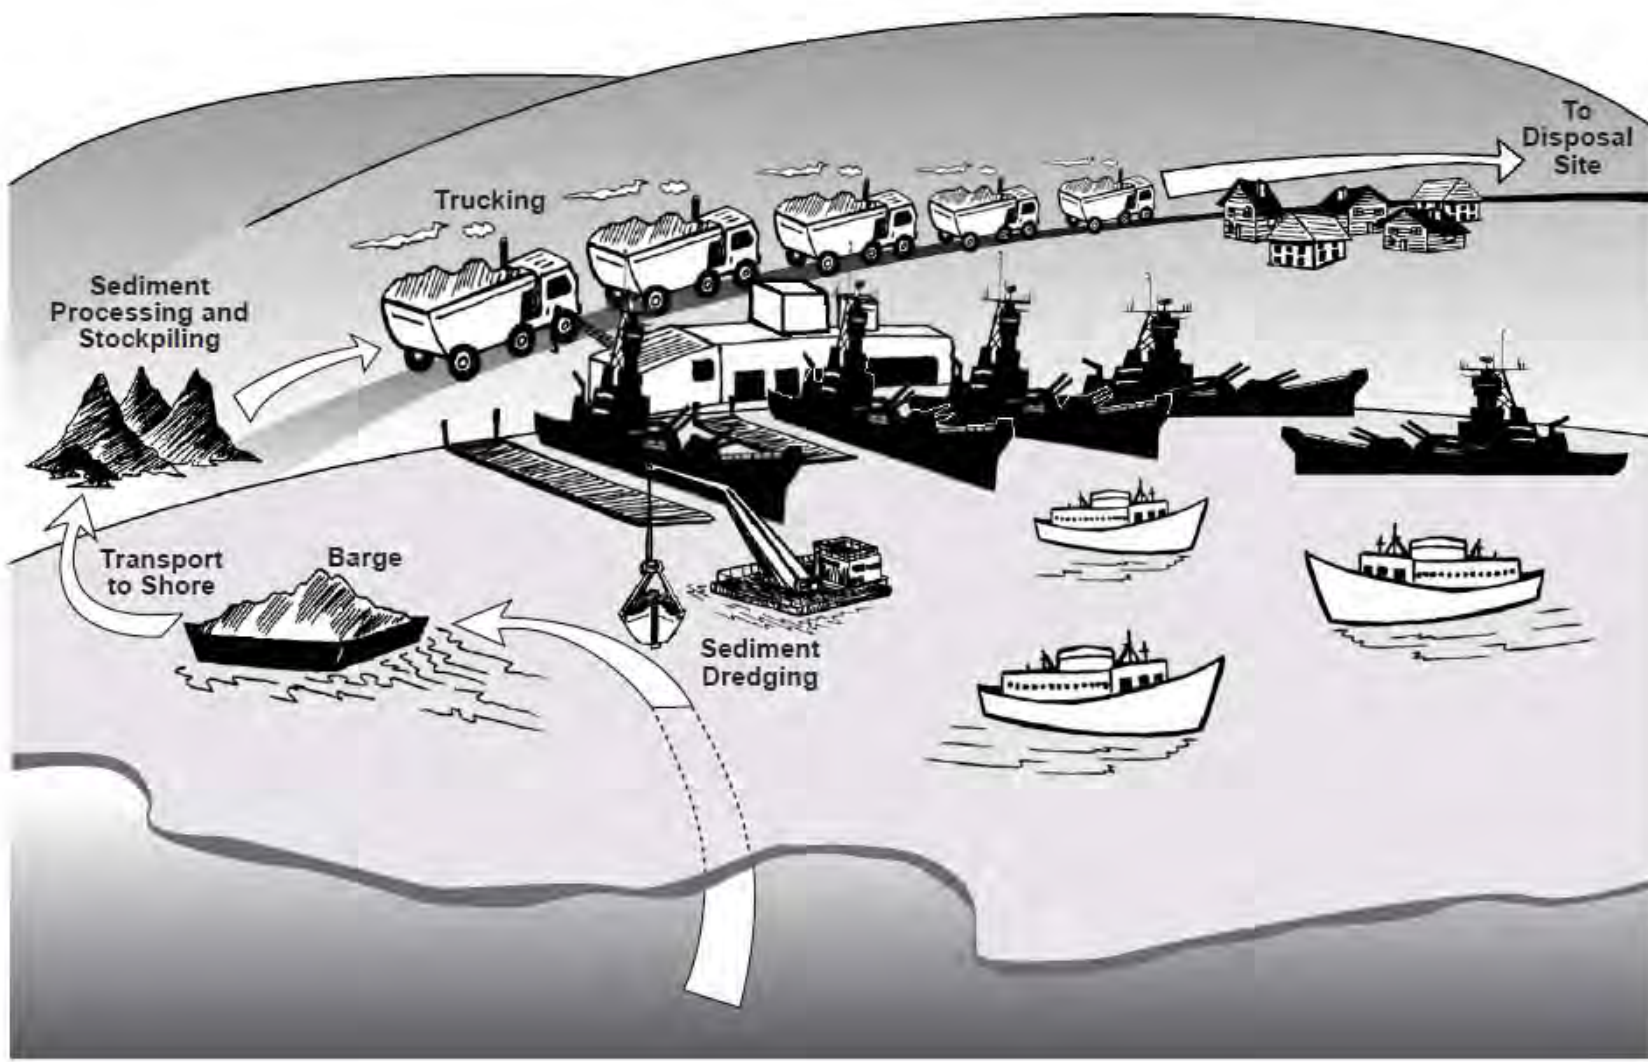 To
Disposal
Site
Trucking
Sediment
Processing and
Stockpiling
Transport
to Shore
Barge
Sediment
Dredging